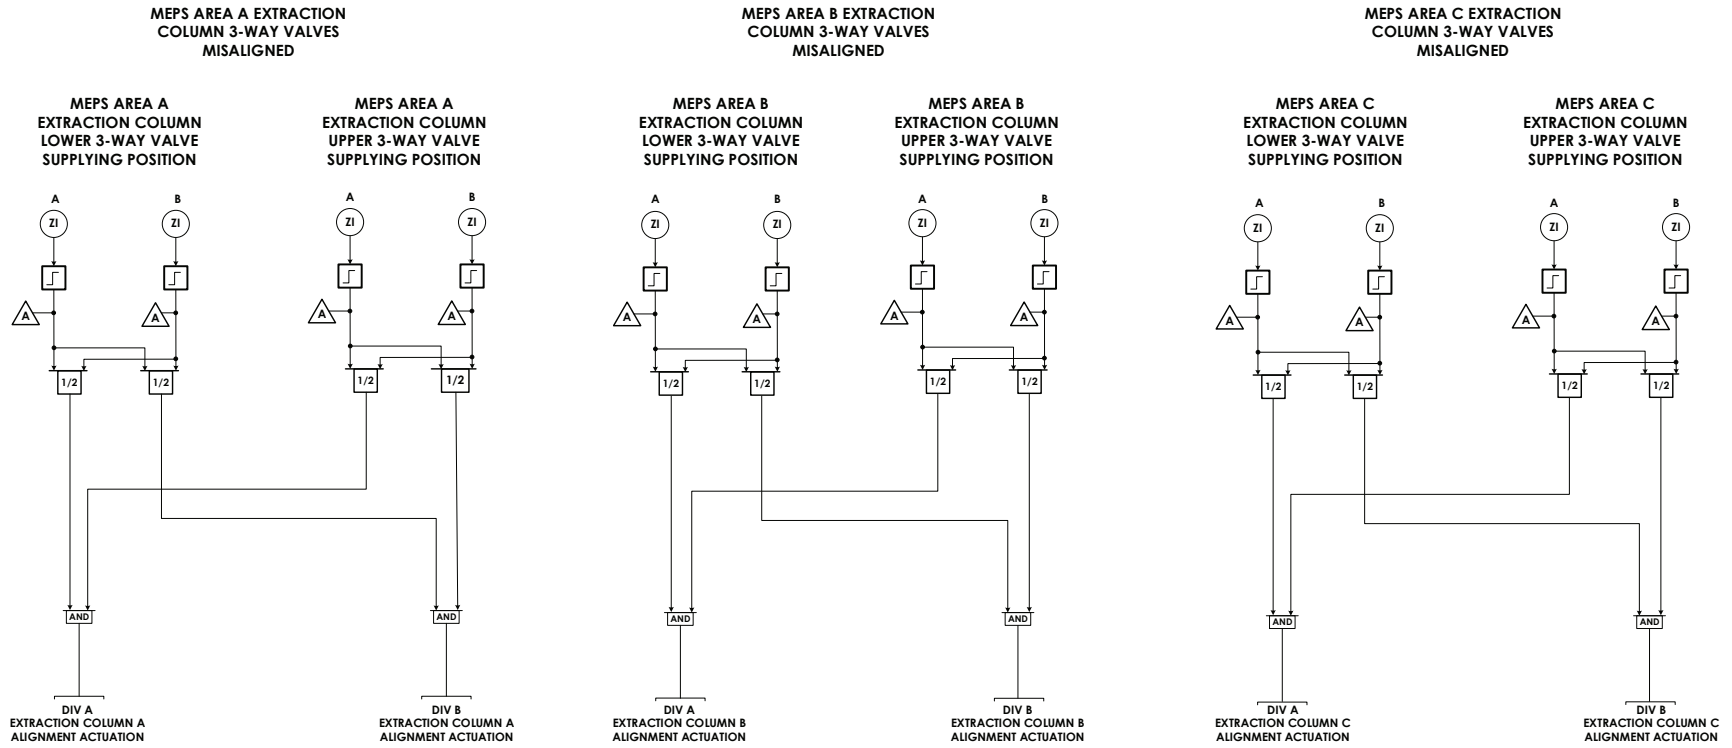 MEPS AREA A EXTRACTION
COLUMN 3-WAY VALVES
MISALIGNED
MEPS AREA B EXTRACTION
COLUMN 3-WAY VALVES
MISALIGNED
MEPS AREA C EXTRACTION
COLUMN 3-WAY VALVES
MISALIGNED
MEPS AREA A
EXTRACTION COLUMN
LOWER 3-WAY VALVE
SUPPLYING POSITION
MEPS AREA A
EXTRACTION COLUMN
UPPER 3-WAY VALVE
SUPPLYING POSITION
MEPS AREA B
EXTRACTION COLUMN
LOWER 3-WAY VALVE
SUPPLYING POSITION
MEPS AREA B
EXTRACTION COLUMN
UPPER 3-WAY VALVE
SUPPLYING POSITION
MEPS AREA C
EXTRACTION COLUMN
LOWER 3-WAY VALVE
SUPPLYING POSITION
MEPS AREA C
EXTRACTION COLUMN
UPPER 3-WAY VALVE
SUPPLYING POSITION
A B A B A B A B A B A B
ZI ZI ZI ZI ZI ZI ZI ZI ZI ZI ZI ZI
A A A A A A A A A A A A
1/2 1/2 1/2 1/2 1/2 1/2 1/2 1/2 1/2 1/2 1/2 1/2
AND AND AND AND AND AND
DIV A
EXTRACTION COLUMN A
ALIGNMENT ACTUATION
DIV B
EXTRACTION COLUMN A
ALIGNMENT ACTUATION
DIV A
EXTRACTION COLUMN B
ALIGNMENT ACTUATION
DIV B
EXTRACTION COLUMN B
ALIGNMENT ACTUATION
DIV A
EXTRACTION COLUMN C
ALIGNMENT ACTUATION
DIV B
EXTRACTION COLUMN C
ALIGNMENT ACTUATION